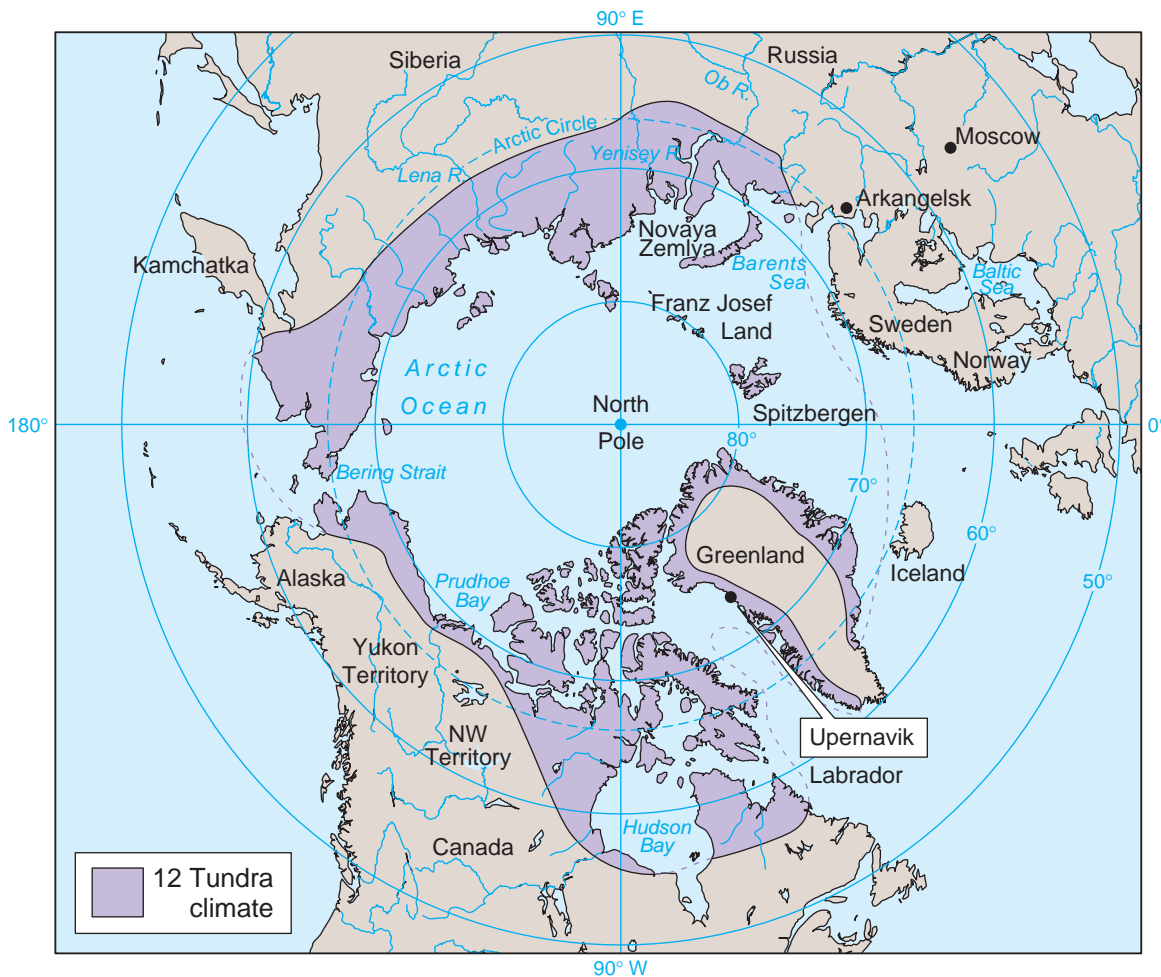 90° E
Siberia
Russia
Ob R.
Arctic Circle
Moscow
Yenisey R.
Lena R.
Arkangelsk
Novaya
Zemlya
Kamchatka
Barents
Sea
Baltic
Sea
Franz Josef
Land
Sweden
Norway
Arctic
Ocean
North
Pole
Spitzbergen
180°
0°
80°
Bering Strait
70°
60°
50°
Greenland
Iceland
Alaska
Prudhoe
Bay
Yukon
Territory
Upernavik
NW
Territory
Labrador
Hudson
Bay
Canada
12 Tundra
climate
90° W